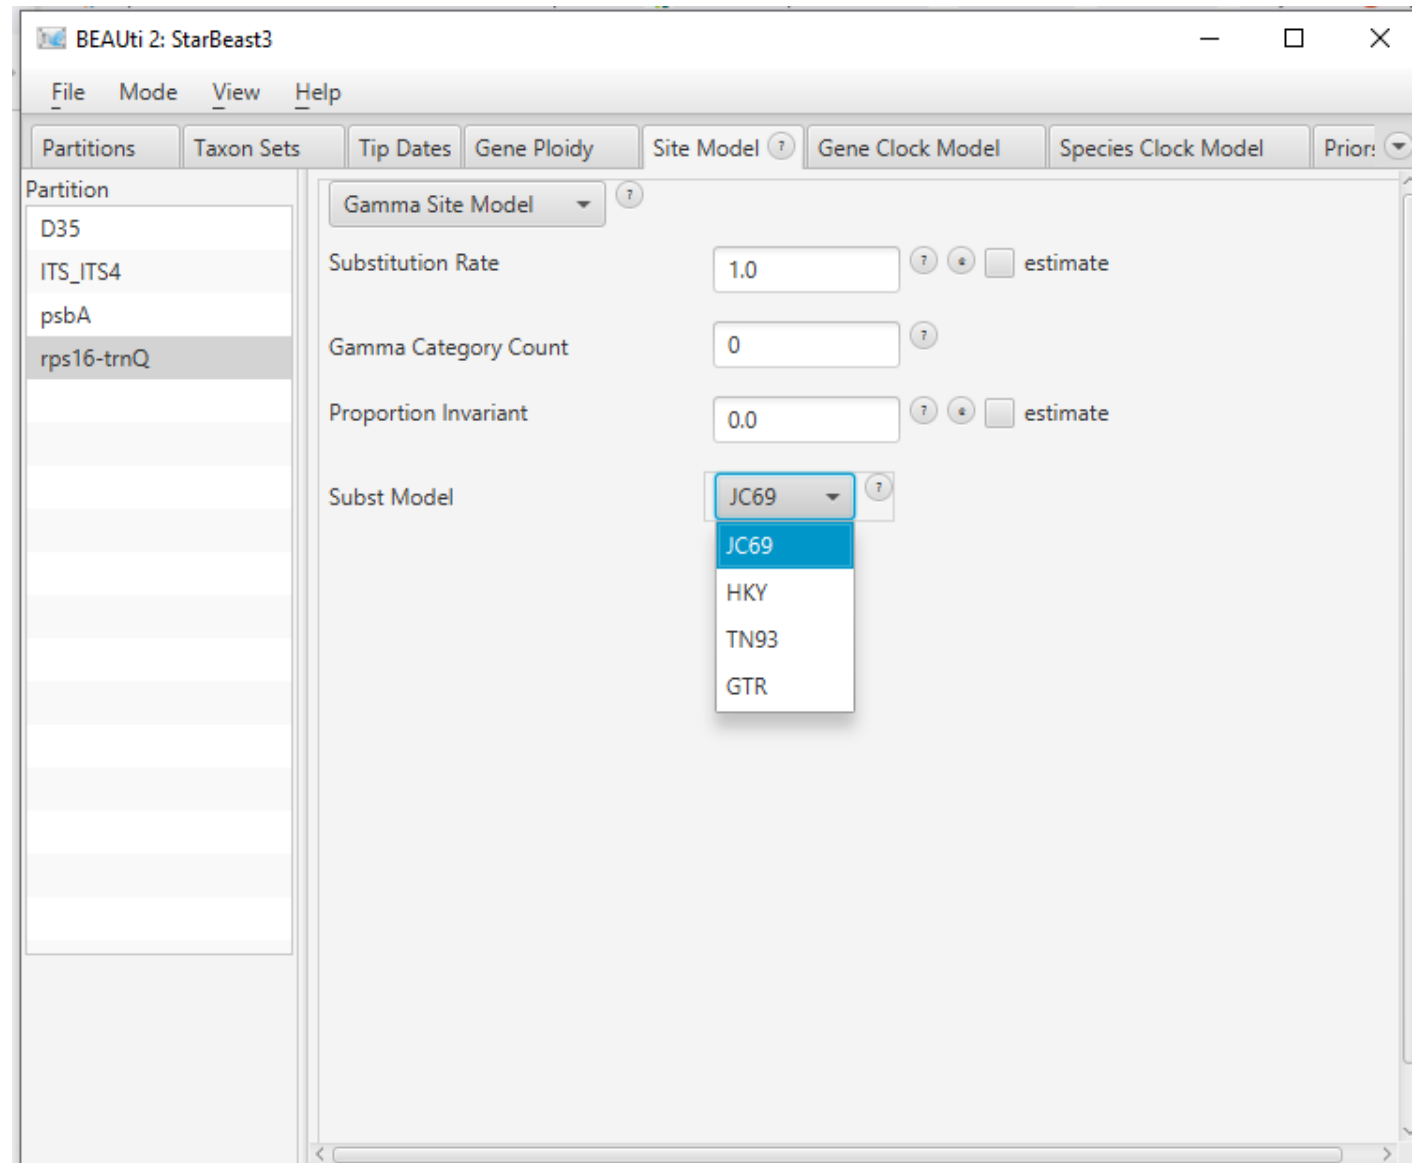 BEAUti 2: StarBeast3
File Mode View Help
Partitions Taxon Sets Tip Dates Gene Ploidy Site Model ? Gene Clock Model Species Clock Model Prior:
Partition
D35
ITS_ITS4
psbA
rps16-trnQ
Gamma Site Model ?
Substitution Rate 1.0 ? e estimate
Gamma Category Count 0 ?
Proportion Invariant 0.0 ? e estimate
Subst Model JC69 ?
JC69
HKY
TN93
GTR